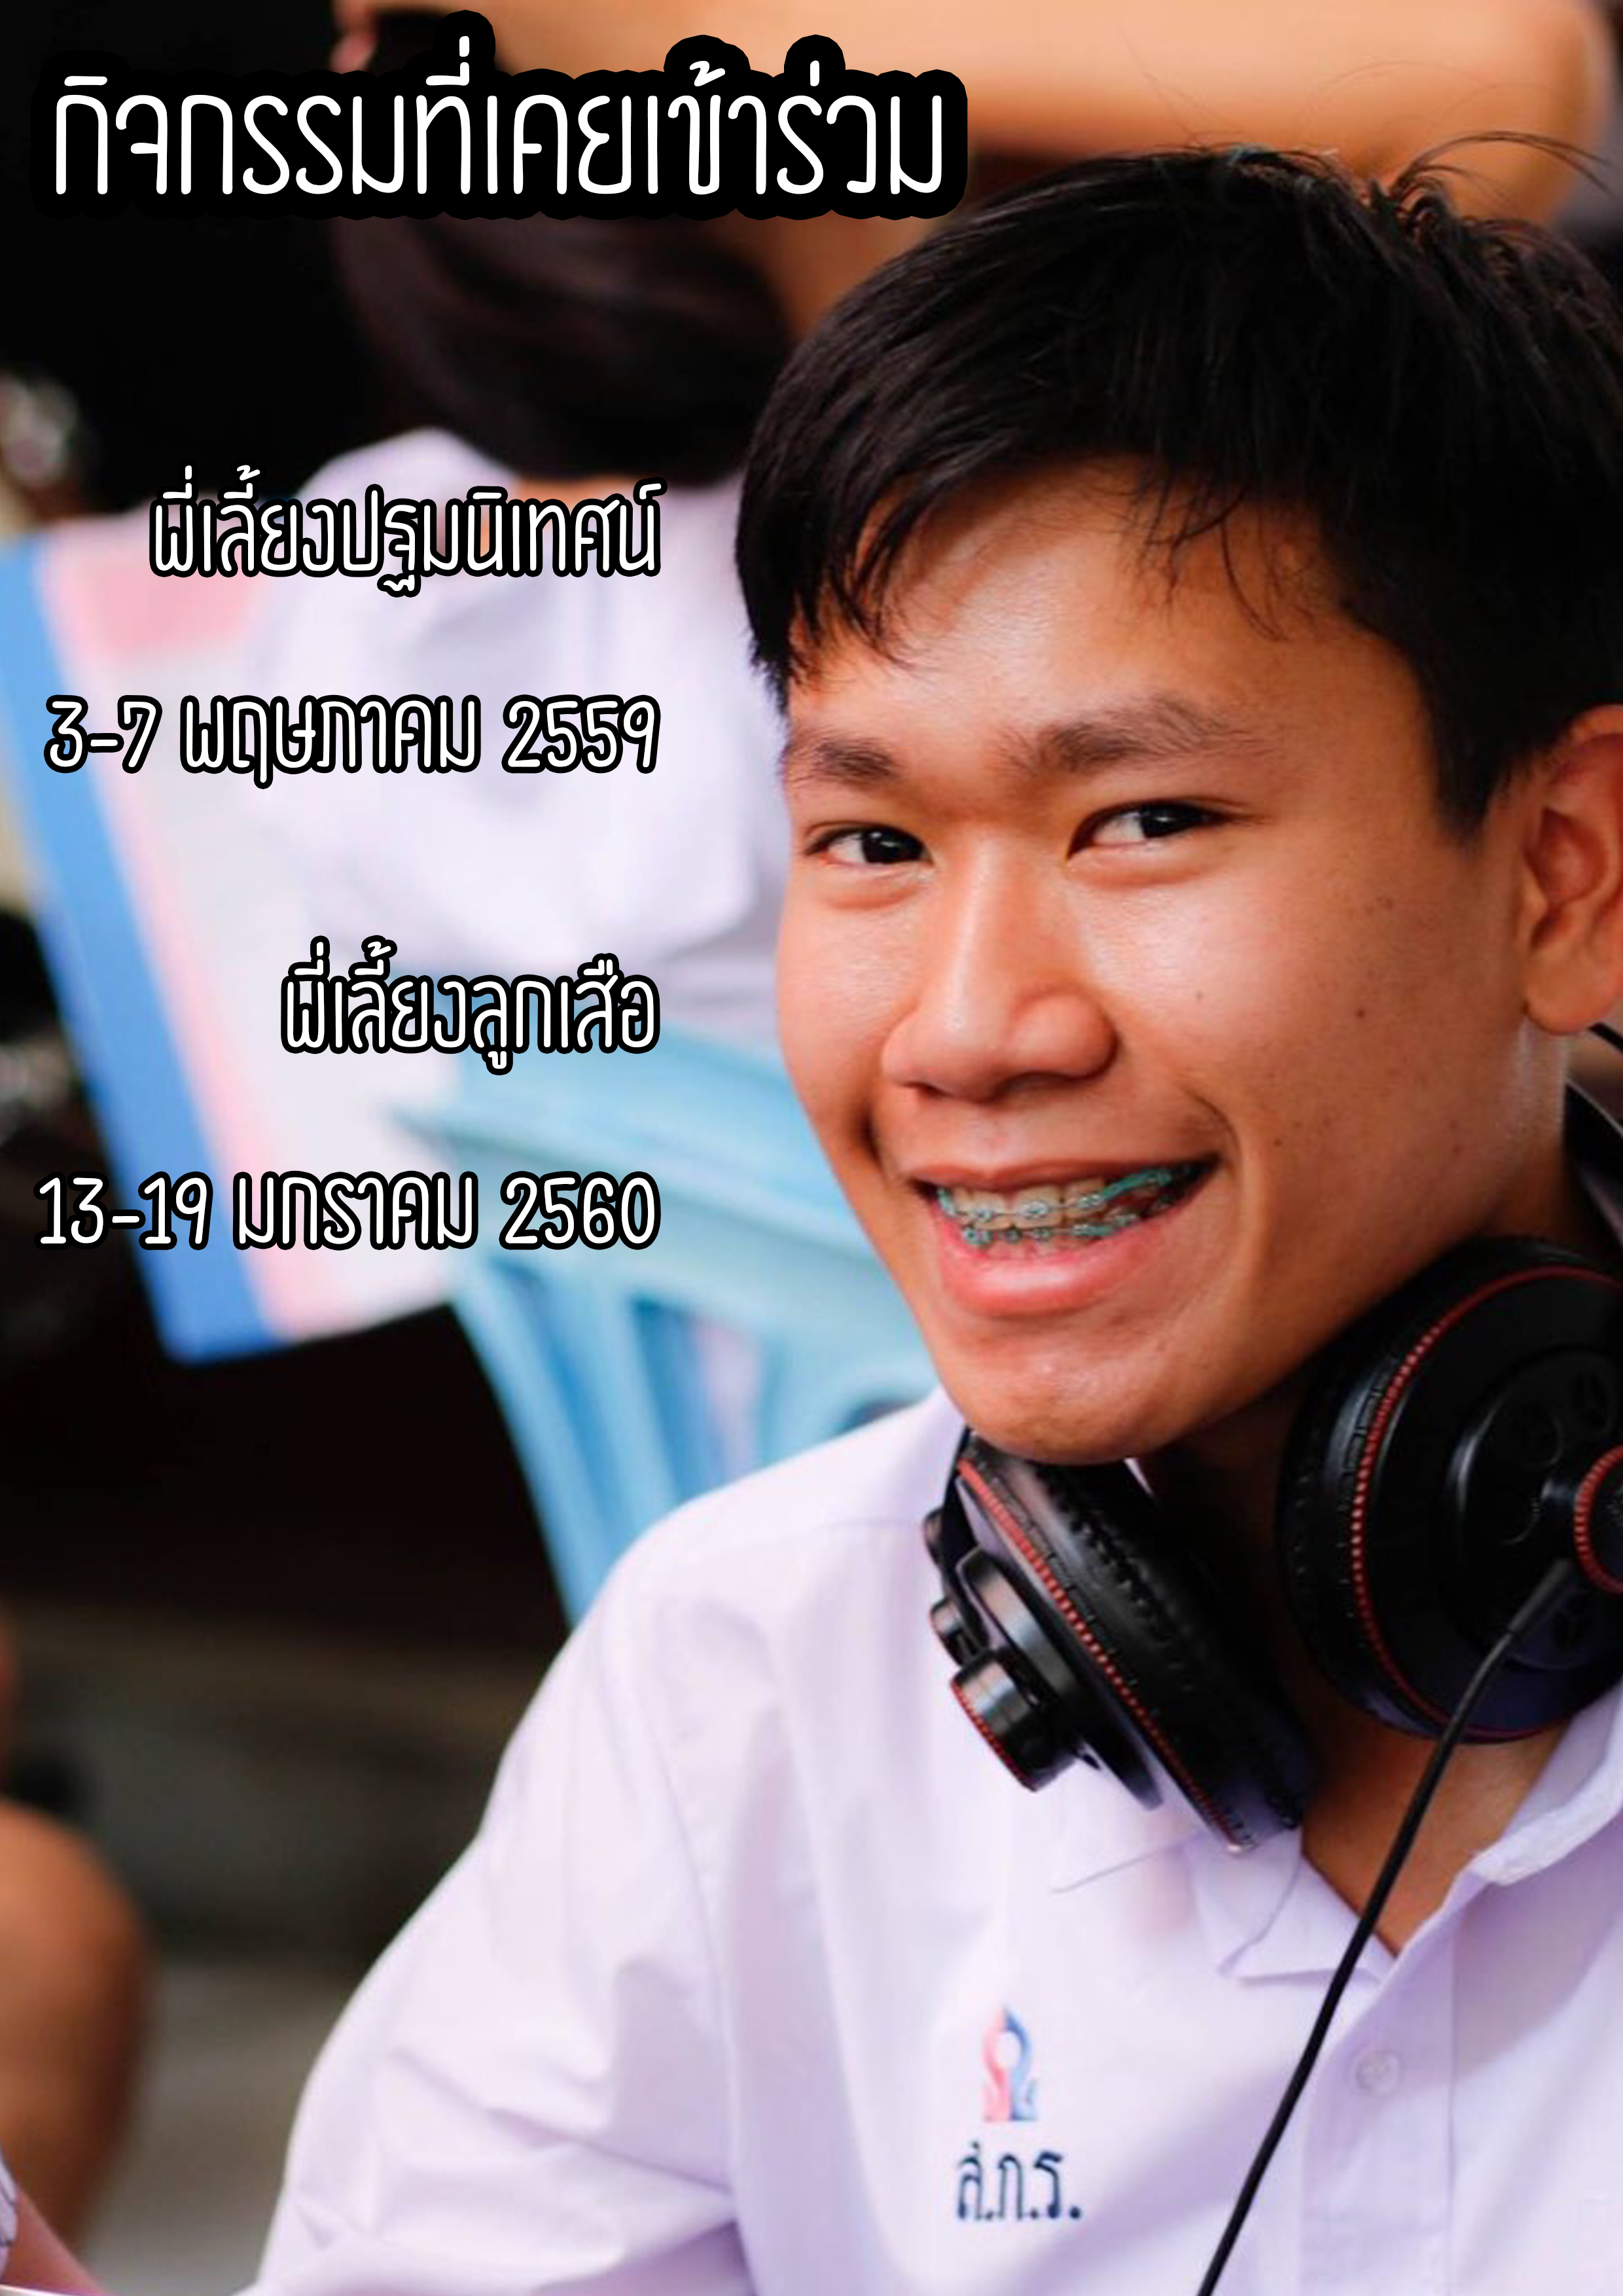 กิจกรรมที่เคยเข้าร่วม
พี่เลี้ยงปฐมนิเทศน์
3-7 พฤษภาคม 2559
พี่เลี้ยงลูกเสือ
13-19 มกราคม 2560
ส.ก.ร.